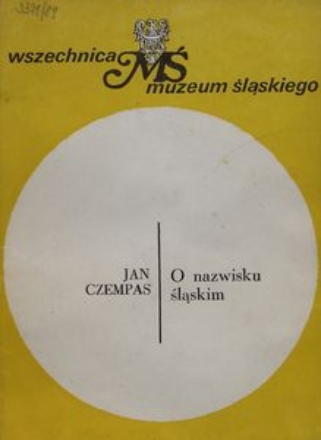 wszechnica
MŚ
muzeum śląskiego
JAN
CZEMPAS
O nazwisku
śląskim